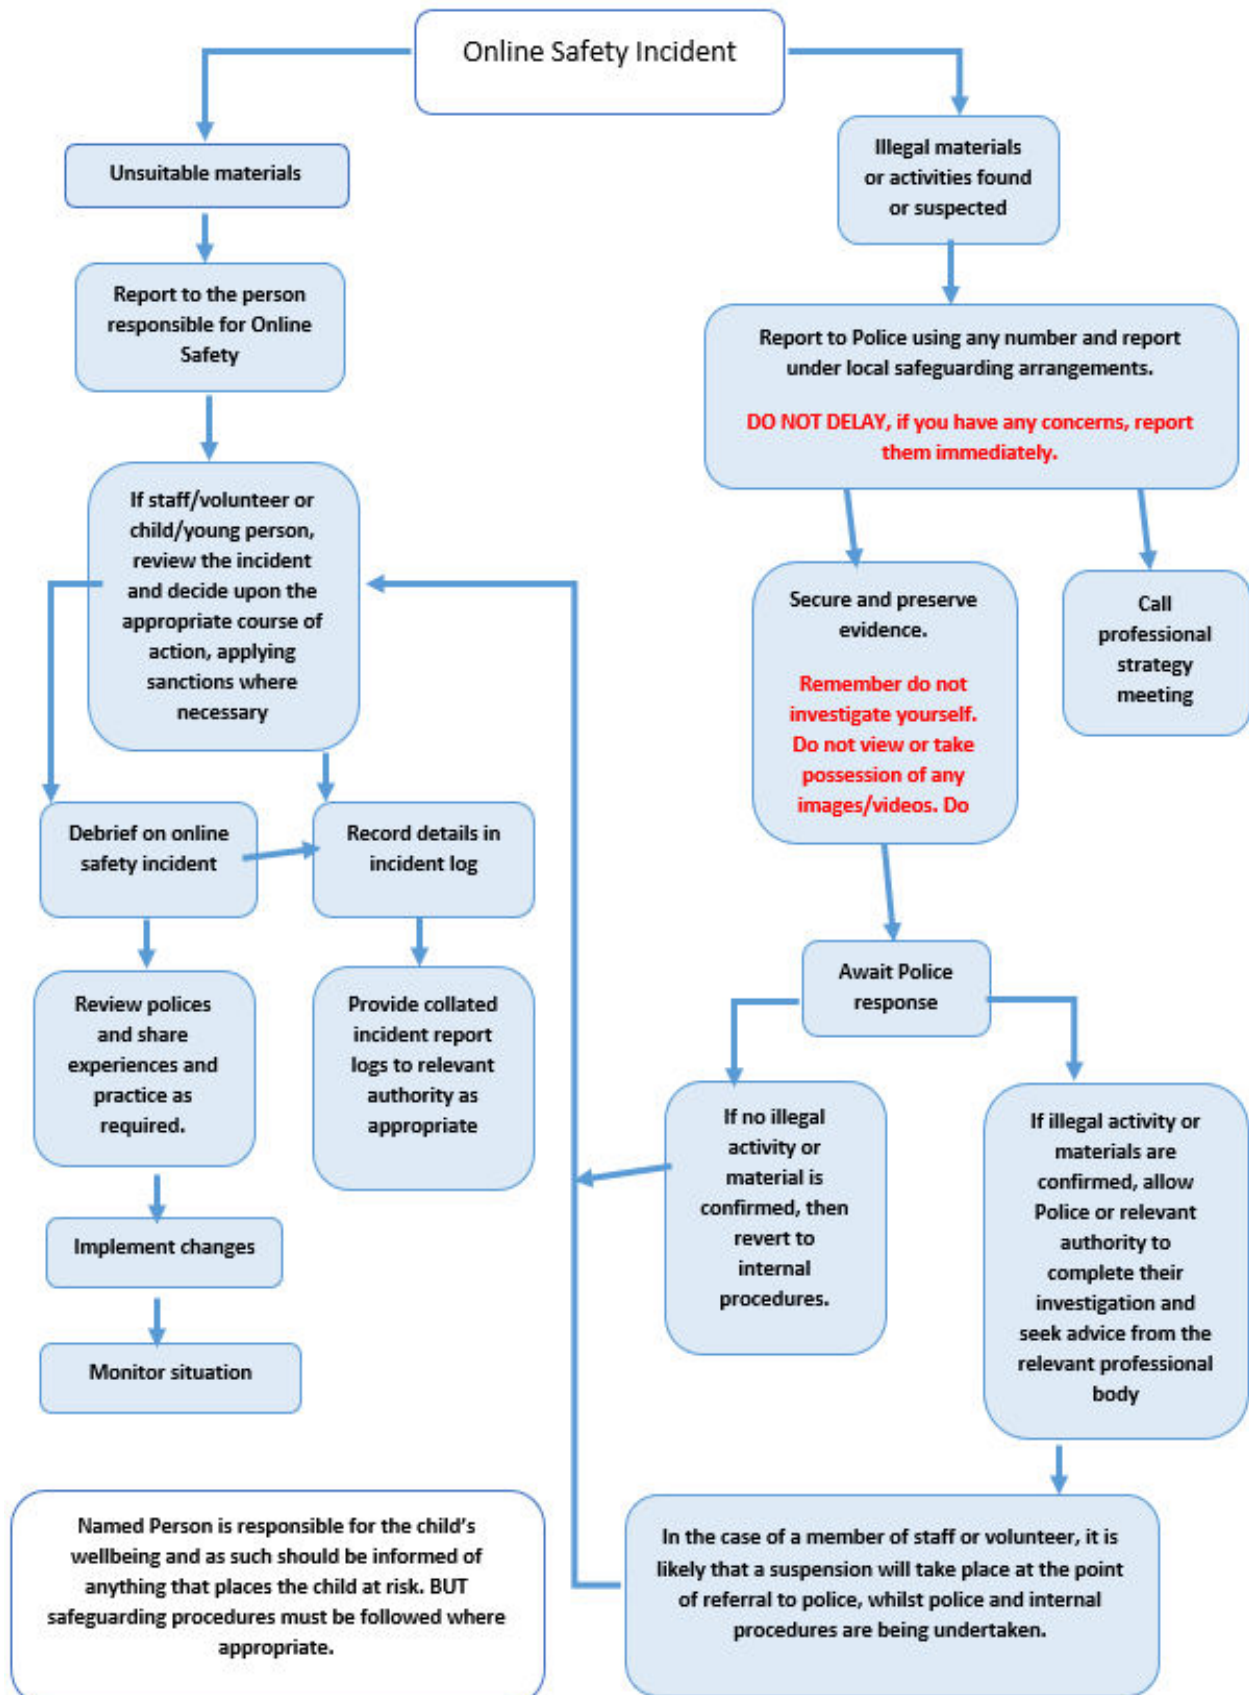 Online Safety Incident
Unsuitable materials
Report to the person
responsible for Online
Safety
If staff/volunteer or
child/young person,
review the incident
and decide upon the
appropriate course of
action, applying
sanctions where
necessary
Debrief on online
safety incident
Record details in
incident log
Review polices
and share
experiences and
practice as
required.
Provide collated
incident report
logs to relevant
authority as
appropriate
Implement changes
Monitor situation
Named Person is responsible for the child’s
wellbeing and as such should be informed of
anything that places the child at risk. BUT
safeguarding procedures must be followed where
appropriate.
Illegal materials
or activities found
or suspected
Report to Police using any number and report
under local safeguarding arrangements.
DO NOT DELAY, if you have any concerns, report
them immediately.
Secure and preserve
evidence.
Remember do not
investigate yourself.
Do not view or take
possession of any
images/videos. Do
Call
professional
strategy
meeting
Await Police
response
If no illegal
activity or
material is
confirmed, then
revert to
internal
procedures.
If illegal activity or
materials are
confirmed, allow
Police or relevant
authority to
complete their
investigation and
seek advice from the
relevant professional
body
In the case of a member of staff or volunteer, it is
likely that a suspension will take place at the point
of referral to police, whilst police and internal
procedures are being undertaken.